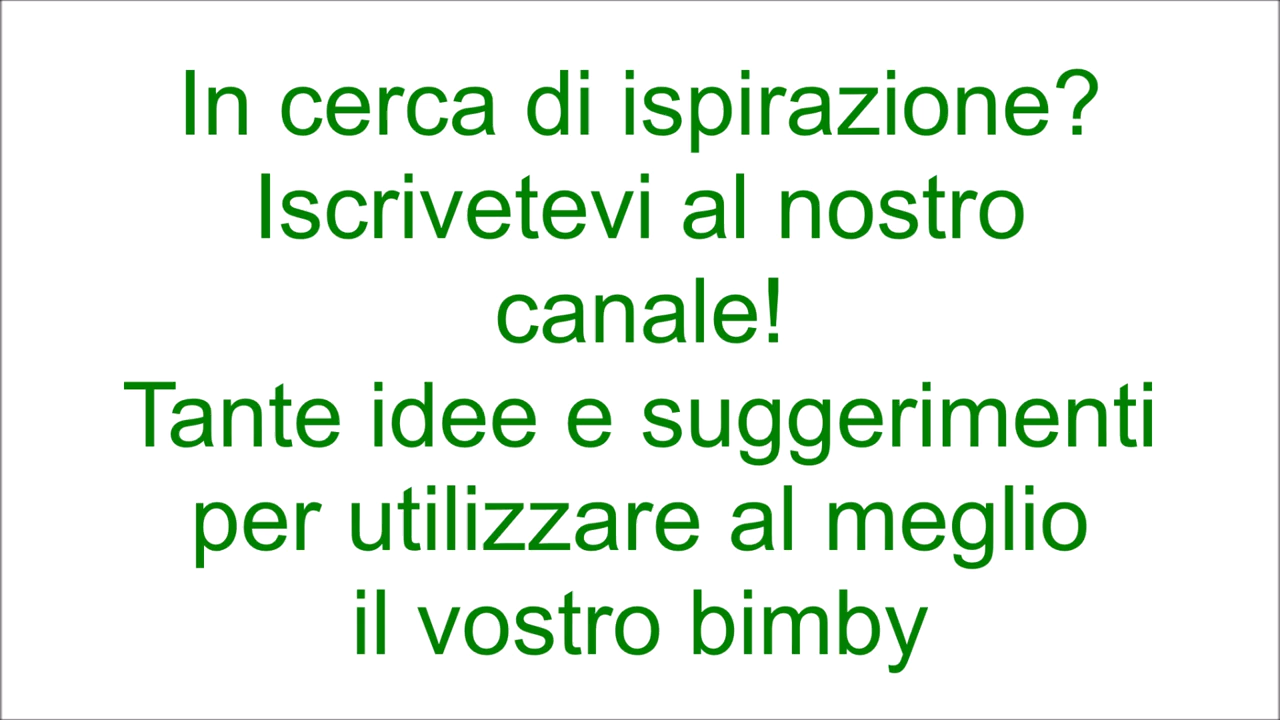 In cerca di ispirazione?
Iscrivetevi al nostro
canale!
Tante idee e suggerimenti
per utilizzare al meglio
il vostro bimby